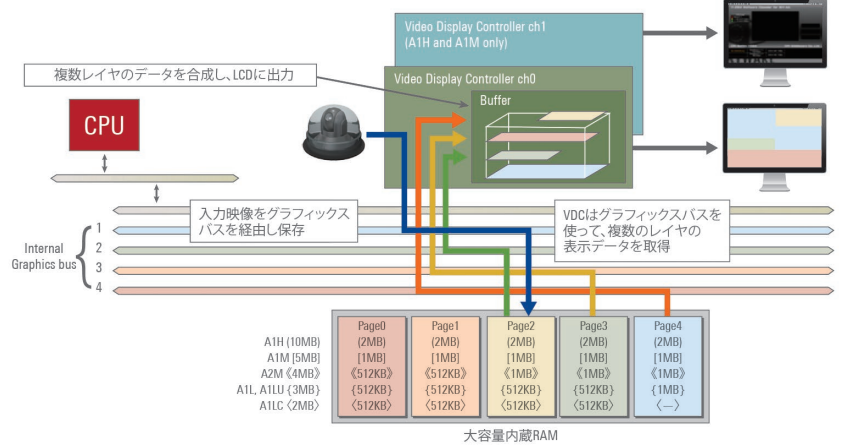 Video Display Controller ch1
(A1H and A1M only)
複数レイヤのデータを合成し、LCDに出力
Video Display Controller ch0
Buffer
CPU
入力映像をグラフィックス
バスを経由し保存
VDCはグラフィックスバスを
使って、複数のレイヤの
表示データを取得
Internal
Graphics bus
1
2
3
4
Page0
Page1
Page2
Page3
Page4
A1H (10MB)
(2MB)
(2MB)
(2MB)
(2MB)
(2MB)
A1M [5MB]
[1MB]
[1MB]
[1MB]
[1MB]
[1MB]
A2M《4MB》
《512KB》
《512KB》
《1MB》
《1MB》
《1MB》
A1L, A1LU {3MB}
{512KB}
{512KB}
{512KB}
{512KB}
{1MB}
A1LC〈2MB〉
〈512KB〉
〈512KB〉
〈512KB〉
〈512KB〉
〈―〉
大容量内蔵RAM